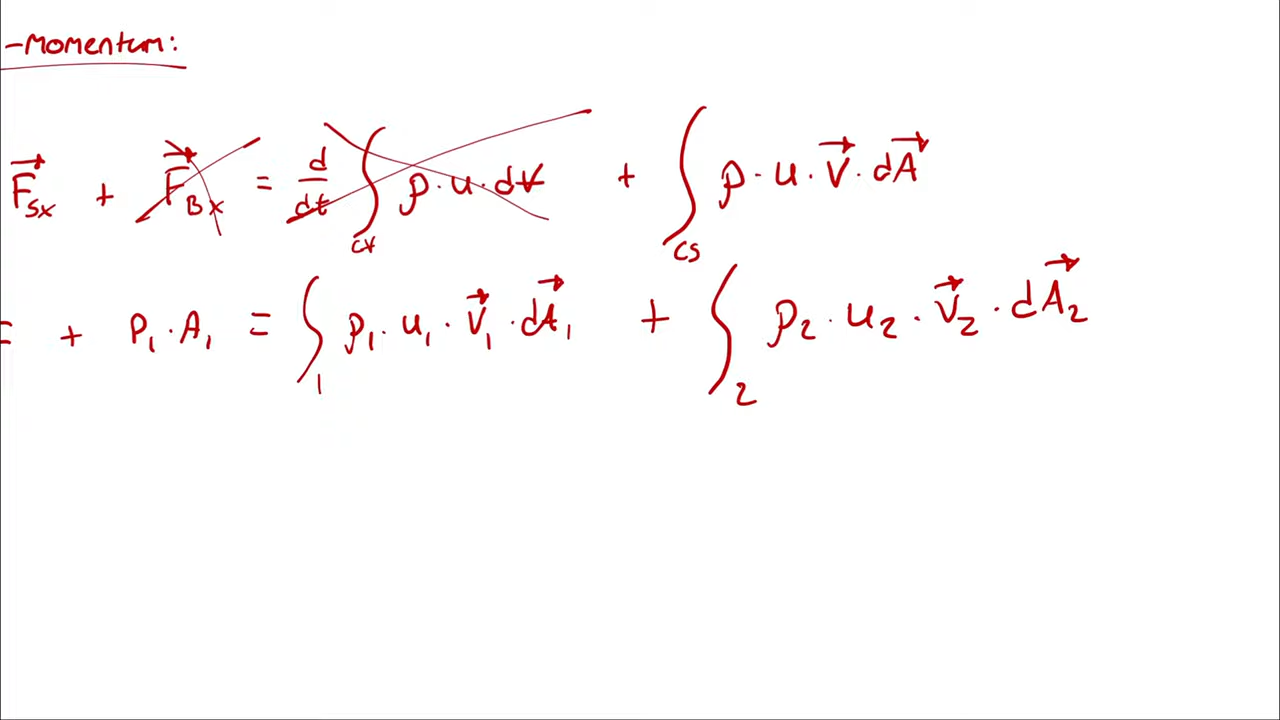 -Momentum:
F⃗Sx + F⃗Bx = d/dt ∫CV ρ·u·dV + ∫CS ρ·u·V⃗·dA⃗
+ P₁·A₁ = ∫₁ ρ₁·u₁·V⃗₁·dA⃗₁ + ∫₂ ρ₂·u₂·V⃗₂·dA⃗₂